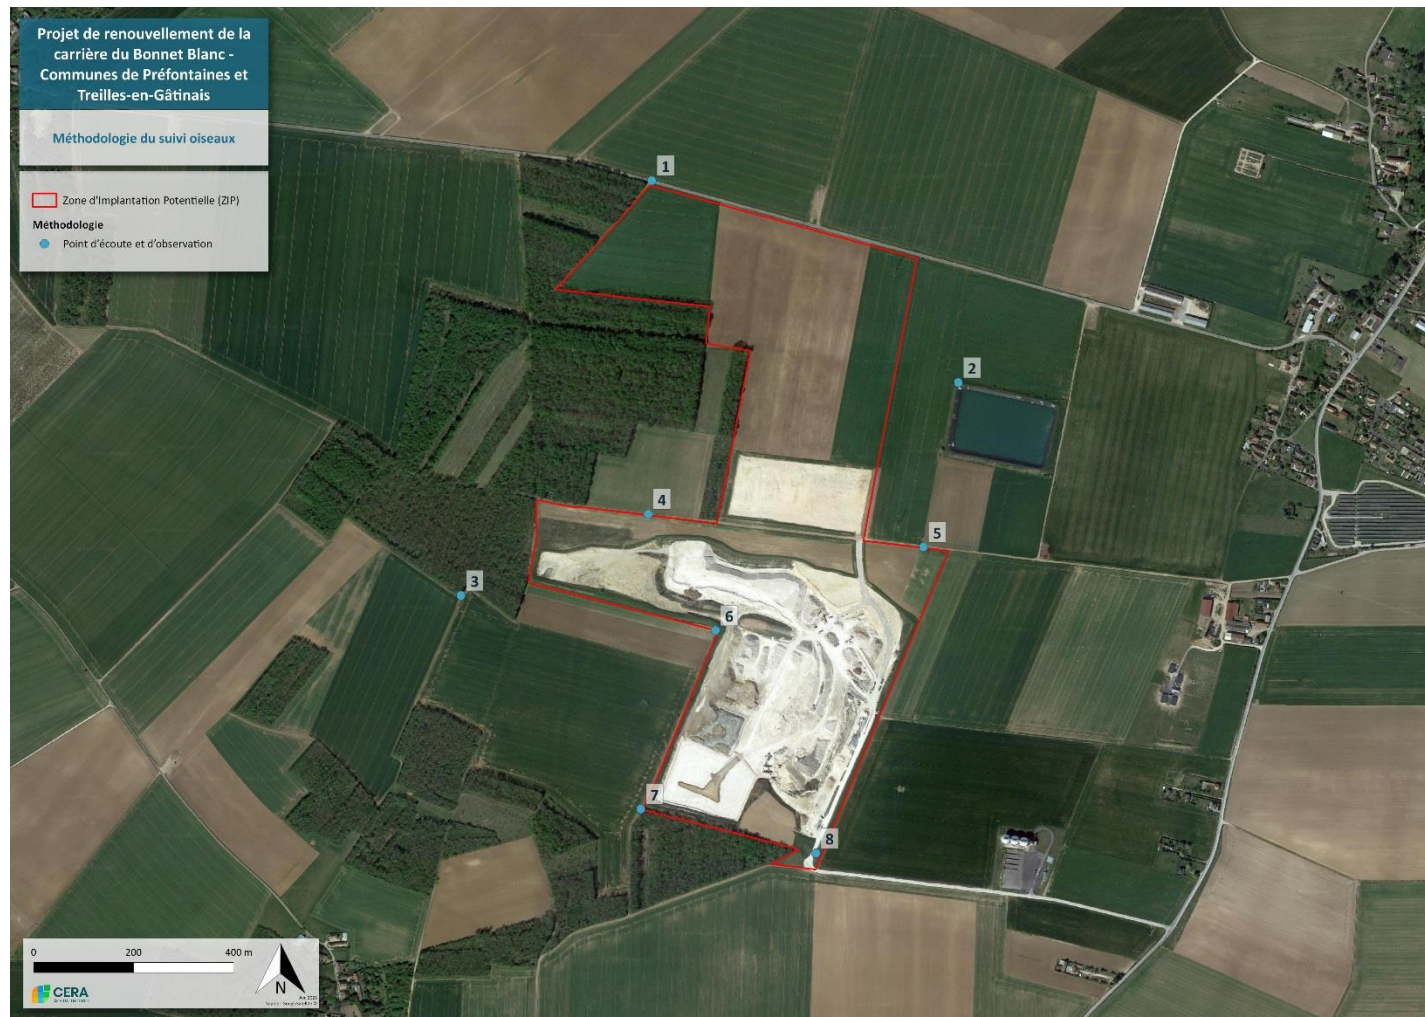 Projet de renouvellement de la
carrière du Bonnet Blanc -
Communes de Préfontaines et
Treilles-en-Gâtinais
Méthodologie du suivi oiseaux
Zone d'Implantation Potentielle (ZIP)
Méthodologie
Point d'écoute et d'observation
1
2
3
4
5
6
7
8
0 200 400 m
N
CERA